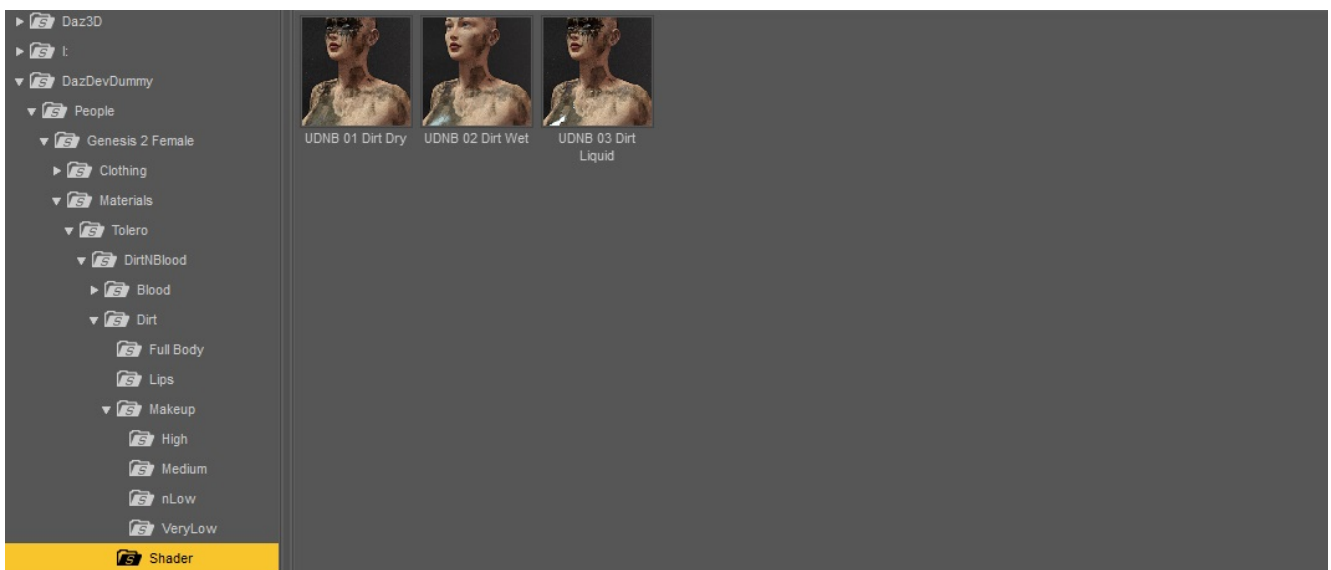 Daz3D
I:
DazDevDummy
People
Genesis 2 Female
Clothing
Materials
Tolero
DirtNBlood
Blood
Dirt
Full Body
Lips
Makeup
High
Medium
nLow
VeryLow
Shader
UDNB 01 Dirt Dry
UDNB 02 Dirt Wet
UDNB 03 Dirt
Liquid